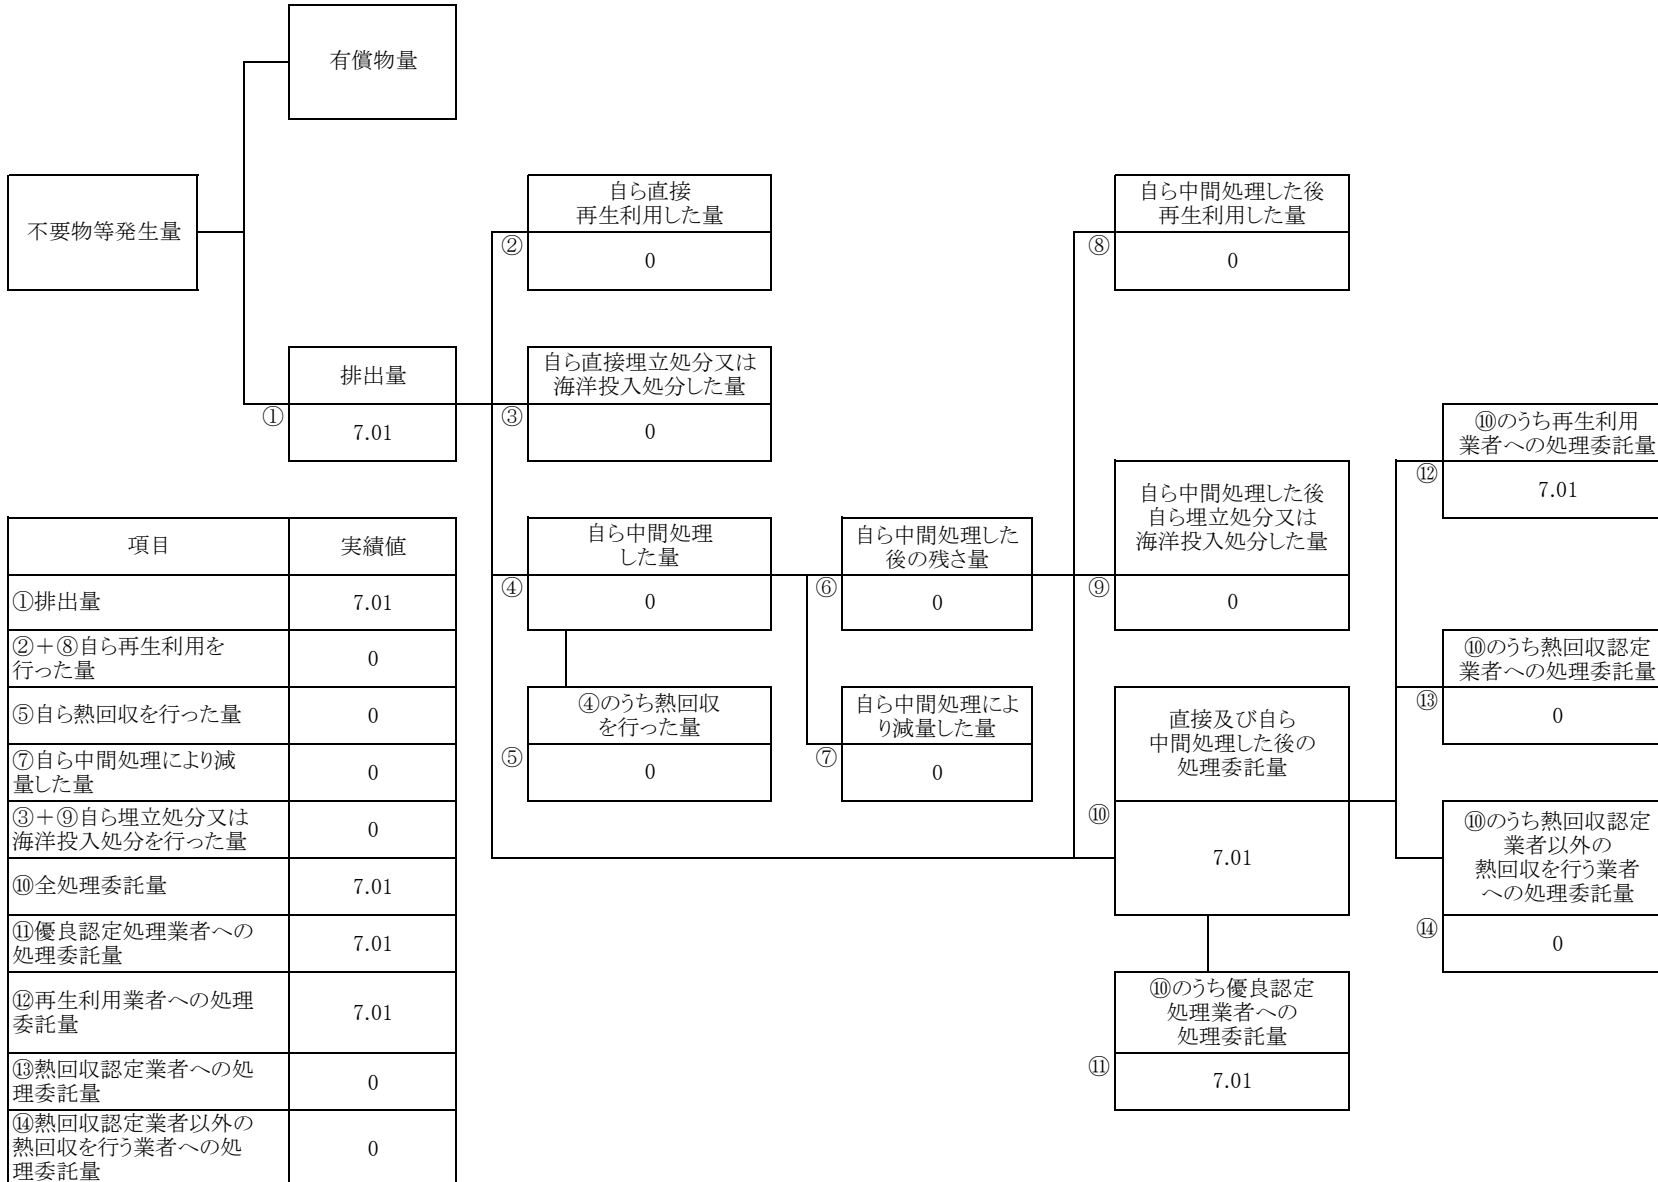 有償物量
不要物等発生量
排出量
①
7.01
自ら直接
再生利用した量
②
0
自ら直接埋立処分又は
海洋投入処分した量
③
0
自ら中間処理
した量
④
0
④のうち熱回収
を行った量
⑤
0
自ら中間処理した
後の残さ量
⑥
0
自ら中間処理によ
り減量した量
⑦
0
自ら中間処理した後
再生利用した量
⑧
0
自ら中間処理した後
自ら埋立処分又は
海洋投入処分した量
⑨
0
直接及び自ら
中間処理した後の
処理委託量
⑩
7.01
⑩のうち優良認定
処理業者への
処理委託量
⑪
7.01
⑩のうち再生利用
業者への処理委託量
⑫
7.01
⑩のうち熱回収認定
業者への処理委託量
⑬
0
⑩のうち熱回収認定
業者以外の
熱回収を行う業者
への処理委託量
⑭
0
項目 実績値
①排出量 7.01
②+⑧自ら再生利用を
行った量 0
⑤自ら熱回収を行った量 0
⑦自ら中間処理により減
量した量 0
③+⑨自ら埋立処分又は
海洋投入処分を行った量 0
⑩全処理委託量 7.01
⑪優良認定処理業者への
処理委託量 7.01
⑫再生利用業者への処理
委託量 7.01
⑬熱回収認定業者への処
理委託量 0
⑭熱回収認定業者以外の
熱回収を行う業者への処
理委託量 0